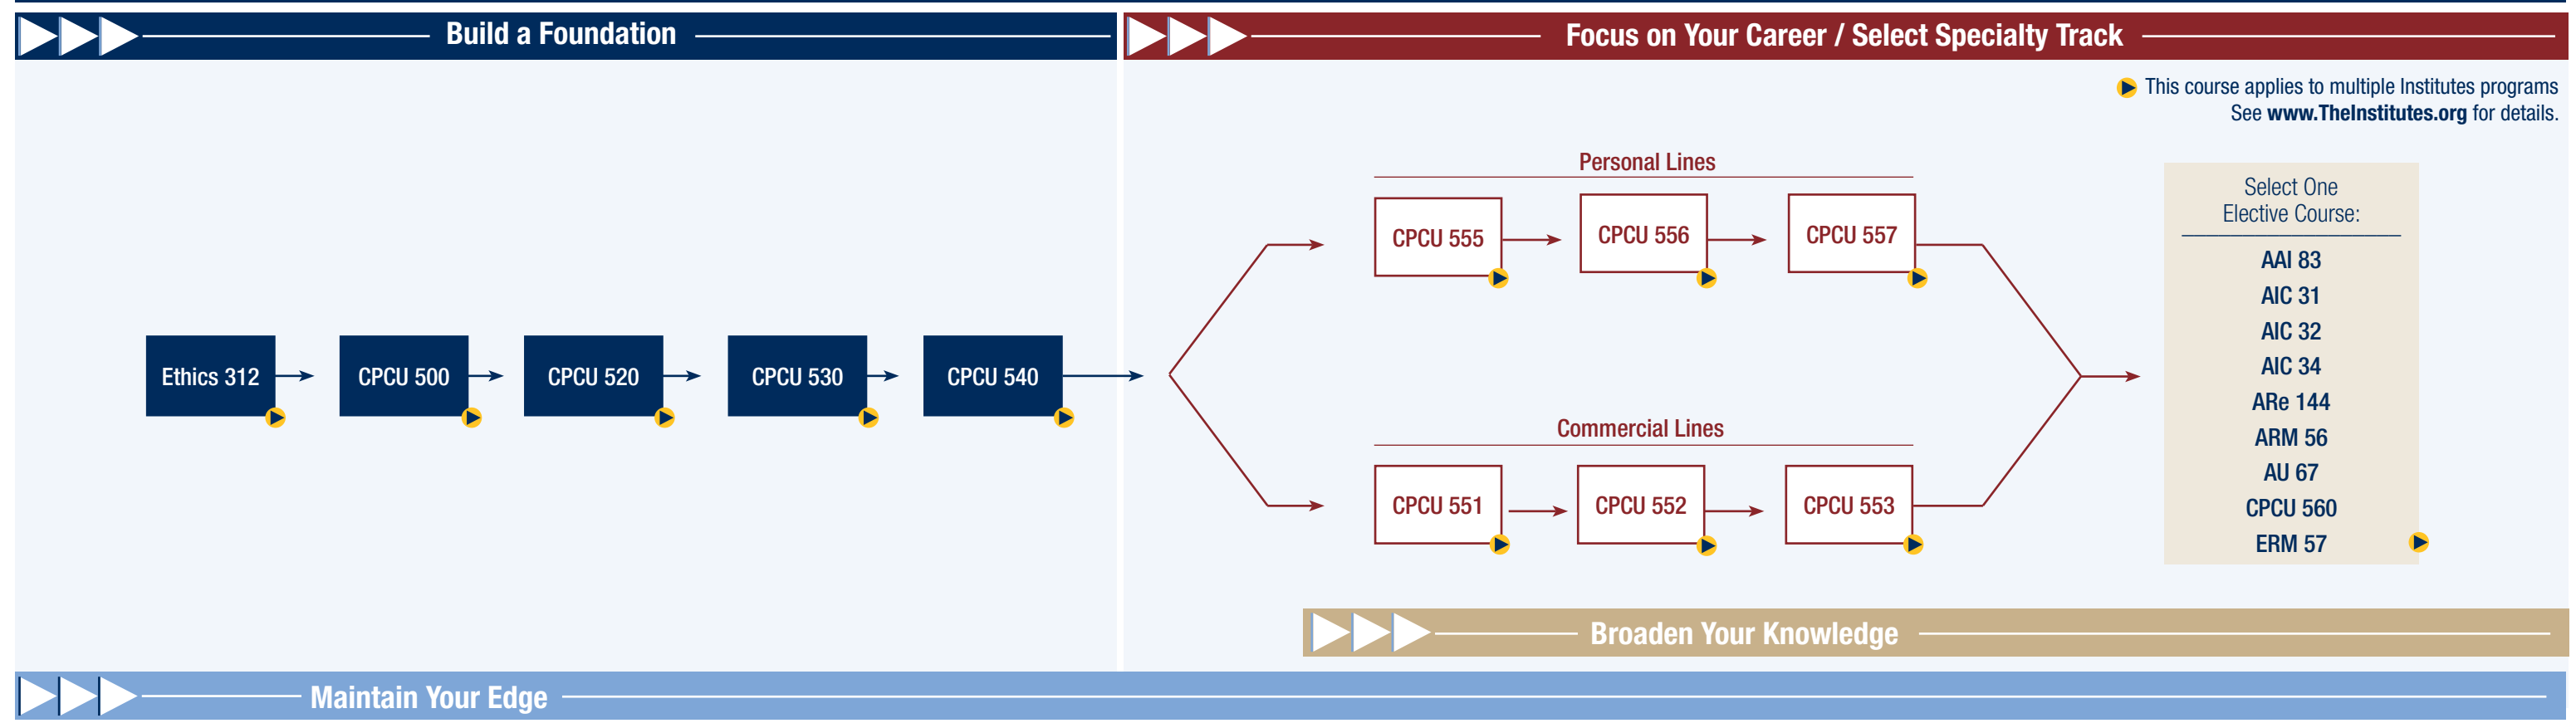 Build a Foundation
Focus on Your Career / Select Specialty Track
This course applies to multiple Institutes programs
See www.TheInstitutes.org for details.
Ethics 312
CPCU 500
CPCU 520
CPCU 530
CPCU 540
Personal Lines
CPCU 555
CPCU 556
CPCU 557
Commercial Lines
CPCU 551
CPCU 552
CPCU 553
Select One
Elective Course:
AAI 83
AIC 31
AIC 32
AIC 34
ARe 144
ARM 56
AU 67
CPCU 560
ERM 57
Broaden Your Knowledge
Maintain Your Edge